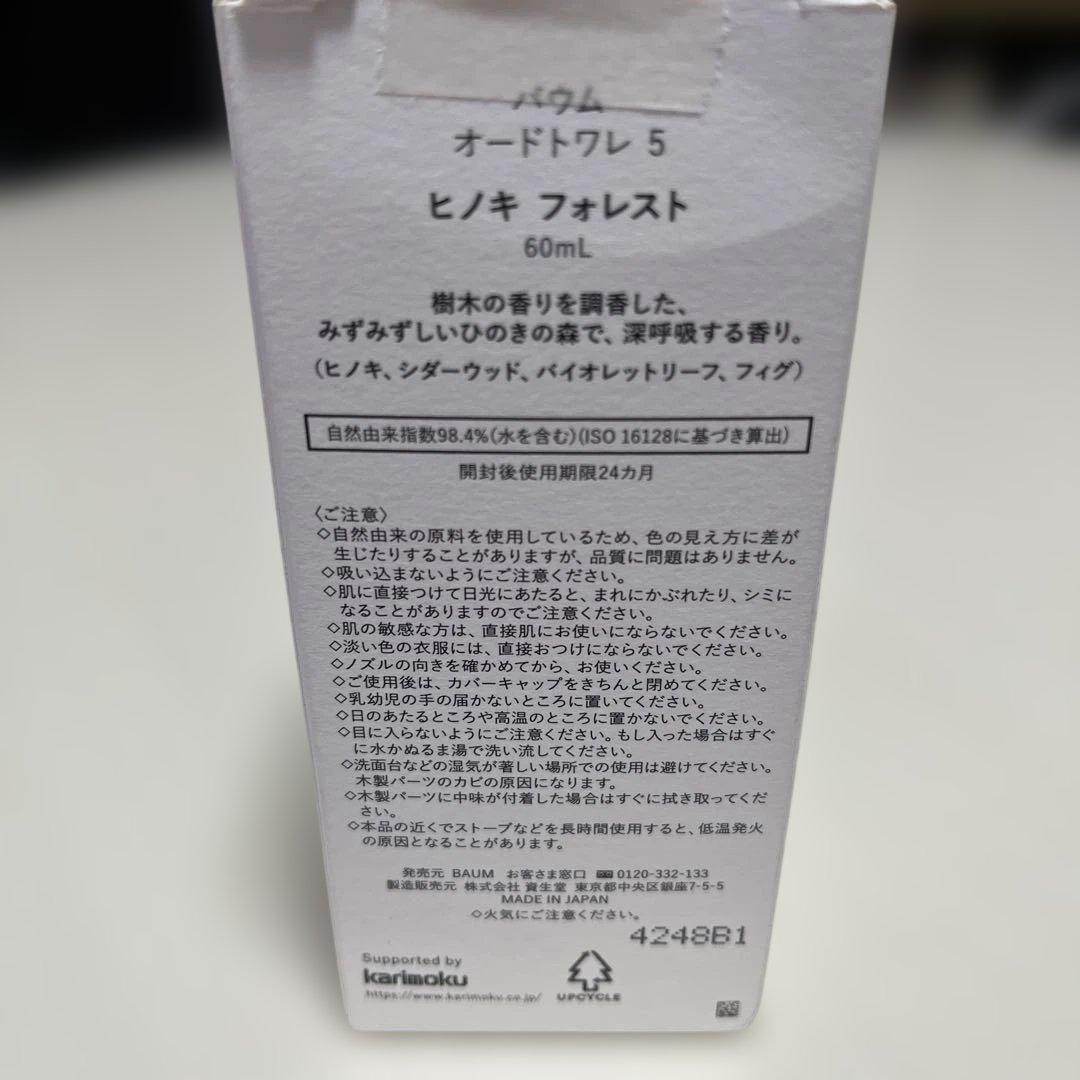 バウム
オードトワレ 5
ヒノキ フォレスト
60mL
樹木の香りを調香した、
みずみずしいひのきの森で、深呼吸する香り。
（ヒノキ、シダーウッド、バイオレットリーフ、フィグ）
自然由来指数98.4%（水を含む）（ISO 16128に基づき算出）
開封後使用期限24カ月
〈ご注意〉
◇自然由来の原料を使用しているため、色の見え方に差が
生じたりすることがありますが、品質に問題はありません。
◇吸い込まないようにご注意ください。
◇肌に直接つけて日光にあたると、まれにかぶれたり、シミに
なることがありますのでご注意ください。
◇肌の敏感な方は、直接肌にお使いにならないでください。
◇淡い色の衣服には、直接おつけにならないでください。
◇ノズルの向きを確かめてから、お使いください。
◇ご使用後は、カバーキャップをきちんと閉めてください。
◇乳幼児の手の届かないところに置いてください。
◇日のあたるところや高温のところに置かないでください。
◇目に入らないようにご注意ください。もし入った場合はすぐ
に水かぬるま湯で洗い流してください。
◇洗面台などの湿気が著しい場所での使用は避けてください。
木製パーツのカビの原因になります。
◇木製パーツに中味が付着した場合はすぐに拭き取ってくだ
さい。
◇本品の近くでストーブなどを長時間使用すると、低温発火
の原因となることがあります。
発売元 BAUM お客さま窓口 0120-332-133
製造販売元 株式会社 資生堂 東京都中央区銀座7-5-5
MADE IN JAPAN
◇火気にご注意ください。
4248B1
Supported by
karimoku
https://www.karimoku.co.jp/
UPCYCLE